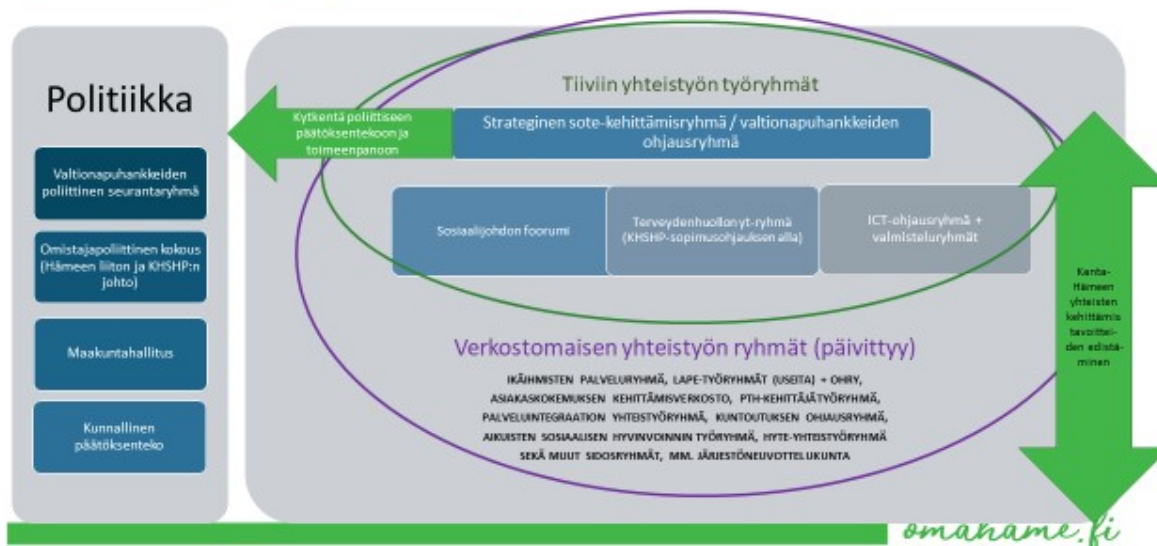 Politiikka
Valtionapuhankkeiden
poliittinen seurantaryhmä
Omistajapoliittinen kokous
(Hämeen liiton ja KHSHP:n
johto)
Maakuntahallitus
Kunnallinen
päätöksenteko
Kytkentä poliittiseen
päätöksentekoon ja
toimeenpanoon
Tiiviin yhteistyön työryhmät
Strateginen sote-kehittämisryhmä / valtionapuhankkeiden
ohjausryhmä
Sosiaalijohdon foorumi
Terveydenhuollon yt-ryhmä
(KHSHP-sopimusohjauksen alla)
ICT-ohjausryhmä +
valmisteluryhmät
Verkostomaisen yhteistyön ryhmät (päivittyy)
IKÄIHMISTEN PALVELURYHMÄ, LAPE-TYÖRYHMÄT (USEITA) + OHRY,
ASIAKASKOKEMUKSEN KEHITTÄMISVERKOSTO, PTH-KEHITTÄJÄTYÖRYHMÄ,
PALVELUINTEGRAATION YHTEISTYÖRYHMÄ, KUNTOUTUKSEN OHJAUSRYHMÄ,
AIKUISTEN SOSIAALISEN HYVINVOINNIN TYÖRYHMÄ, HYTE-YHTEISTYÖRYHMÄ
SEKÄ MUUT SIDOSRYHMÄT, MM. JÄRJESTÖNEUVOTTELUKUNTA
Kanta-
Hämeen
yhteisten
kehittämis
tavoittei-
den edistä-
minen
omahäme.fi